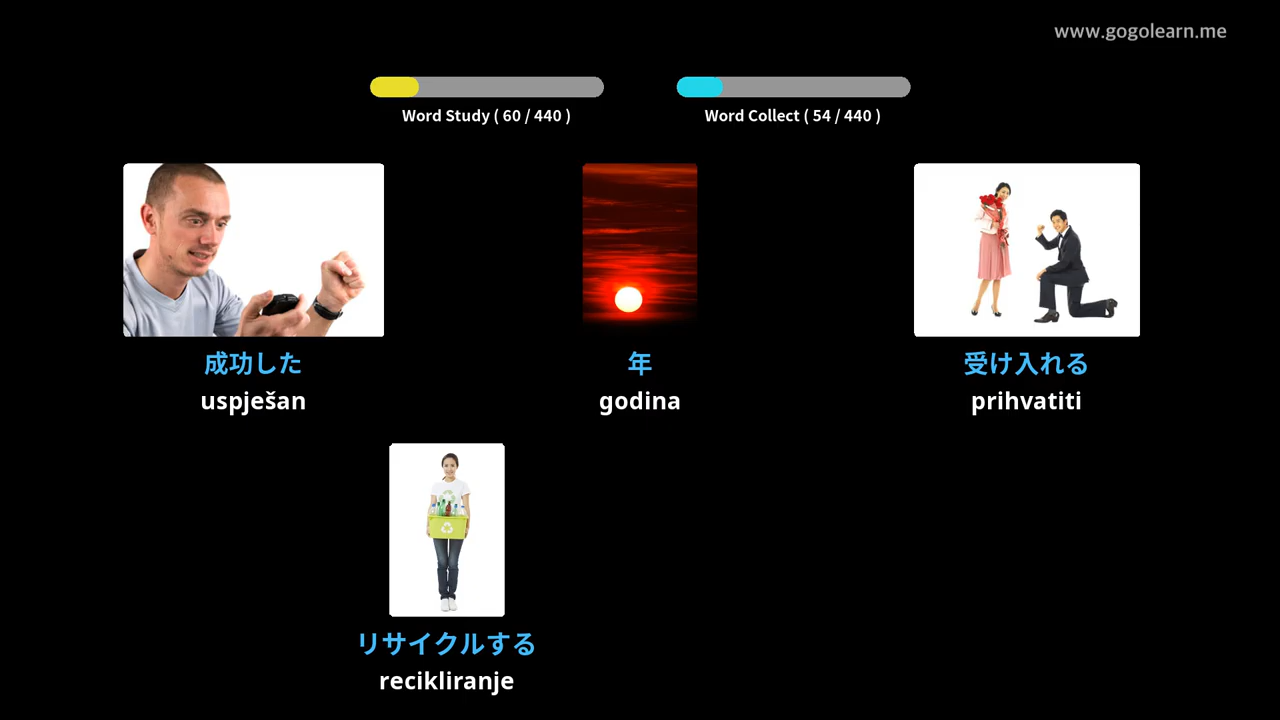 www.gogolearn.me
Word Study ( 60 / 440 )
Word Collect ( 54 / 440 )
成功した
uspješan
年
godina
受け入れる
prihvatiti
リサイクルする
recikliranje